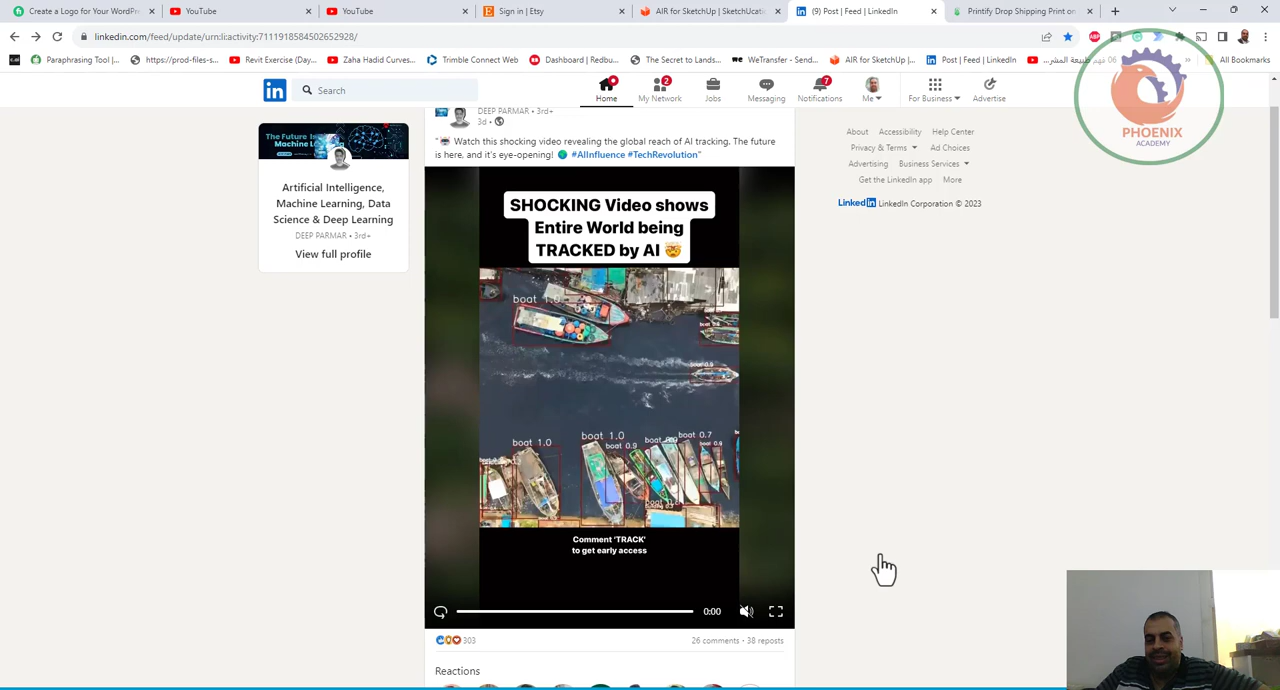 Create a Logo for Your WordPr
YouTube
YouTube
Sign in | Etsy
AIR for SketchUp | SketchUcati
(9) Post | Feed | LinkedIn
Printify Drop Shipping Print on
linkedin.com/feed/update/urn:li:activity:7111918584502652928/
Paraphrasing Tool |...
https://prod-files-s...
Revit Exercise (Day...
Zaha Hadid Curves...
Trimble Connect Web
Dashboard | Redbu...
The Secret to Lands...
WeTransfer - Send...
AIR for SketchUp |...
Post | Feed | LinkedIn
All Bookmarks
Search
Home
My Network
Jobs
Messaging
Notifications
Me
For Business
Advertise
2
7
PHOENIX
ACADEMY
The Future
Artificial Intelligence,
Machine Learning, Data
Science & Deep Learning
DEEP PARMAR • 3rd+
View full profile
DEEP PARMAR • 3rd+
3d •
"🕷 Watch this shocking video revealing the global reach of AI tracking. The future
is here, and it's eye-opening! 🌍 #AIInfluence #TechRevolution"
SHOCKING Video shows
Entire World being
TRACKED by AI 🤯
boat 1.0
boat 1.0
boat 1.0
boat 0.9
boat 0.7
Comment 'TRACK'
to get early access
0:00
303
26 comments • 38 reposts
Reactions
About
Accessibility
Help Center
Privacy & Terms
Ad Choices
Advertising
Business Services
Get the LinkedIn app
More
LinkedIn LinkedIn Corporation © 2023